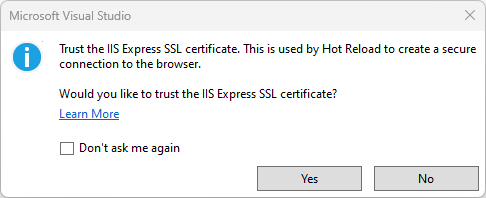 Microsoft Visual Studio
Trust the IIS Express SSL certificate. This is used by Hot Reload to create a secure
connection to the browser.
Would you like to trust the IIS Express SSL certificate?
Learn More
Don't ask me again
Yes
No